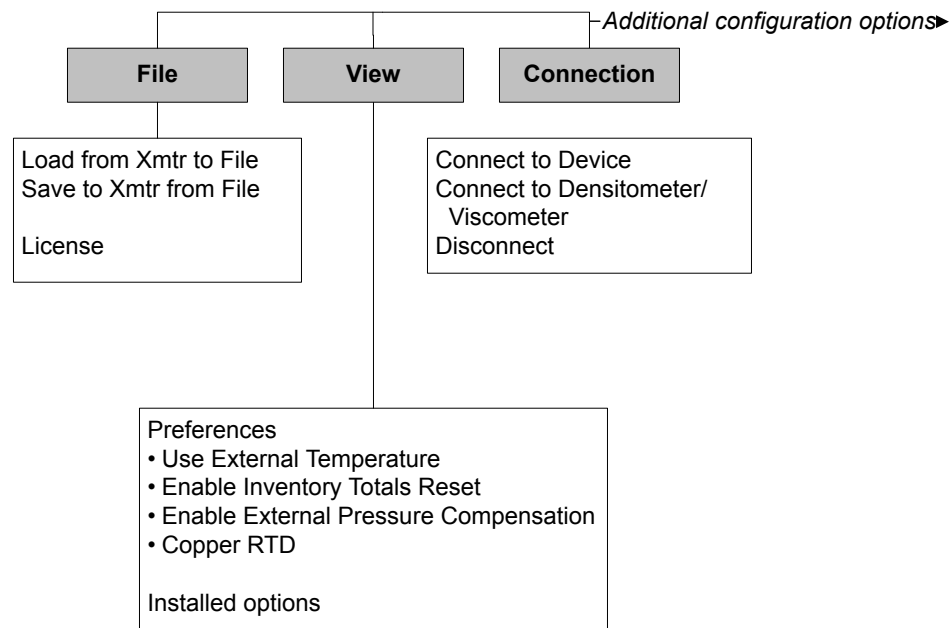 Additional configuration options
File
View
Connection
Load from Xmtr to File
Save to Xmtr from File
License
Connect to Device
Connect to Densitometer/
Viscometer
Disconnect
Preferences
• Use External Temperature
• Enable Inventory Totals Reset
• Enable External Pressure Compensation
• Copper RTD
Installed options